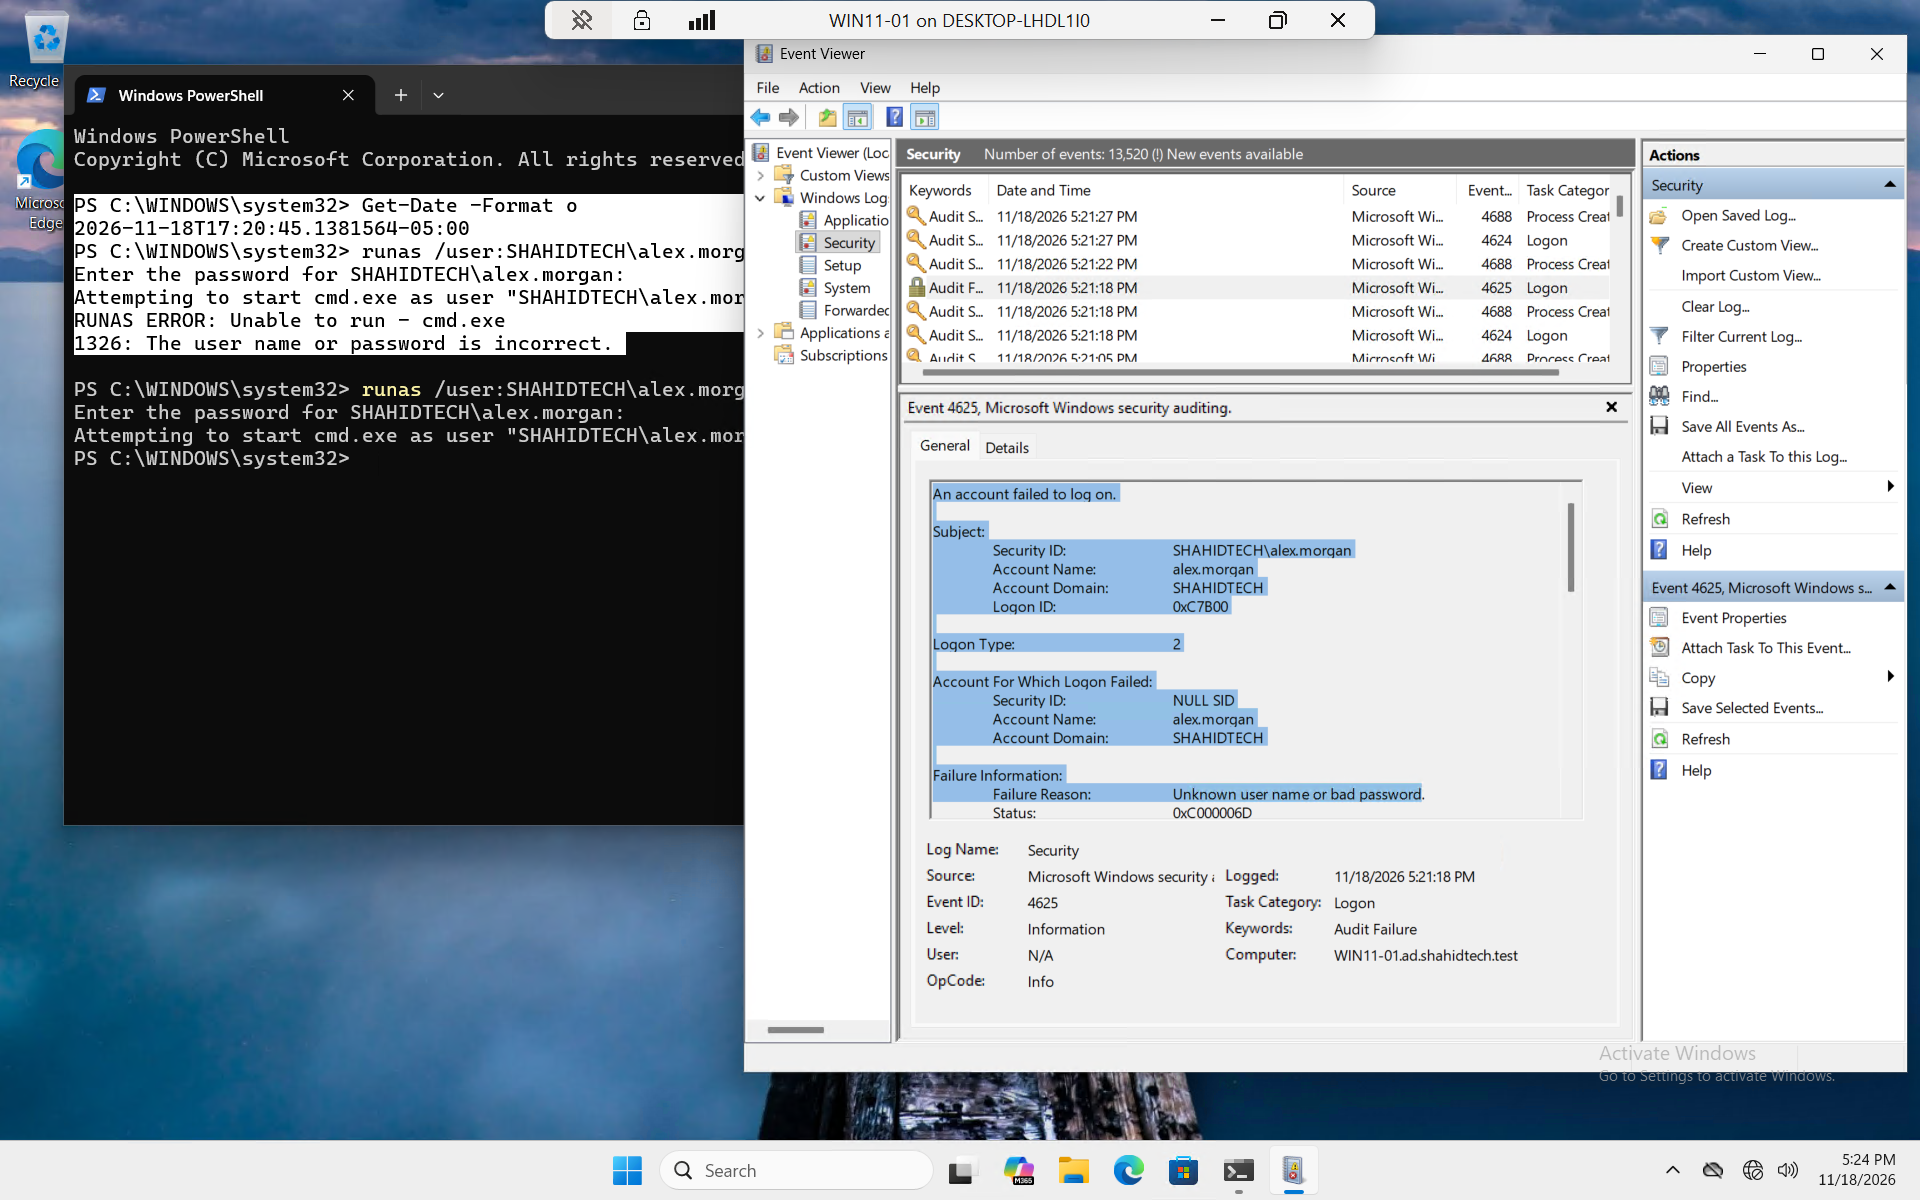 WIN11-01 on DESKTOP-LHDL1I0
Recycle
Microso
Edge
Windows PowerShell
Windows PowerShell
Copyright (C) Microsoft Corporation. All rights reserved
PS C:\WINDOWS\system32> Get-Date -Format o
2026-11-18T17:20:45.1381564-05:00
PS C:\WINDOWS\system32> runas /user:SHAHIDTECH\alex.morg
Enter the password for SHAHIDTECH\alex.morgan:
Attempting to start cmd.exe as user "SHAHIDTECH\alex.mor
RUNAS ERROR: Unable to run - cmd.exe
1326: The user name or password is incorrect.
PS C:\WINDOWS\system32> runas /user:SHAHIDTECH\alex.morg
Enter the password for SHAHIDTECH\alex.morgan:
Attempting to start cmd.exe as user "SHAHIDTECH\alex.mor
PS C:\WINDOWS\system32>
Event Viewer
File Action View Help
Event Viewer (Loc
Custom Views
Windows Log
Applicatio
Security
Setup
System
Forwarded
Applications a
Subscriptions
Security Number of events: 13,520 (!) New events available
Keywords Date and Time Source Event... Task Categor
Audit S... 11/18/2026 5:21:27 PM Microsoft Wi... 4688 Process Creat
Audit S... 11/18/2026 5:21:27 PM Microsoft Wi... 4624 Logon
Audit S... 11/18/2026 5:21:22 PM Microsoft Wi... 4688 Process Creat
Audit F... 11/18/2026 5:21:18 PM Microsoft Wi... 4625 Logon
Audit S... 11/18/2026 5:21:18 PM Microsoft Wi... 4688 Process Creat
Audit S... 11/18/2026 5:21:18 PM Microsoft Wi... 4624 Logon
Audit S... 11/18/2026 5:21:05 PM Microsoft Wi... 4688 Process Creat
Event 4625, Microsoft Windows security auditing.
General Details
An account failed to log on.
Subject:
Security ID: SHAHIDTECH\alex.morgan
Account Name: alex.morgan
Account Domain: SHAHIDTECH
Logon ID: 0xC7B00
Logon Type: 2
Account For Which Logon Failed:
Security ID: NULL SID
Account Name: alex.morgan
Account Domain: SHAHIDTECH
Failure Information:
Failure Reason: Unknown user name or bad password.
Status: 0xC000006D
Log Name: Security
Source: Microsoft Windows security a Logged: 11/18/2026 5:21:18 PM
Event ID: 4625 Task Category: Logon
Level: Information Keywords: Audit Failure
User: N/A Computer: WIN11-01.ad.shahidtech.test
OpCode: Info
Actions
Security
Open Saved Log...
Create Custom View...
Import Custom View...
Clear Log...
Filter Current Log...
Properties
Find...
Save All Events As...
Attach a Task To this Log...
View
Refresh
Help
Event 4625, Microsoft Windows s...
Event Properties
Attach Task To This Event...
Copy
Save Selected Events...
Refresh
Help
Activate Windows
Go to Settings to activate Windows.
Search
M365
5:24 PM
11/18/2026